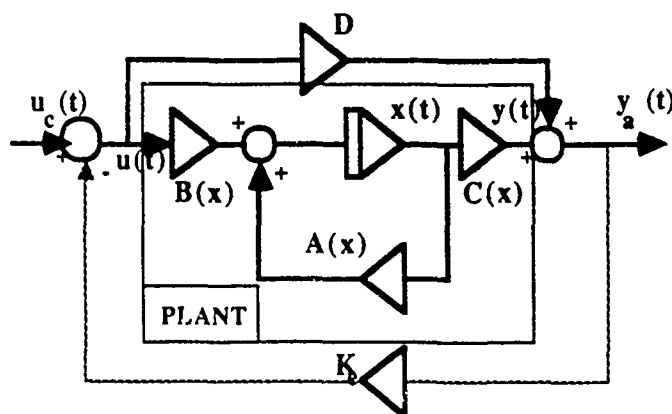 D
u_c(t)
x(t)
y(t)
y_a(t)
+
+
+
+
- u(t)
B(x)
+
C(x)
+
A(x)
PLANT
K